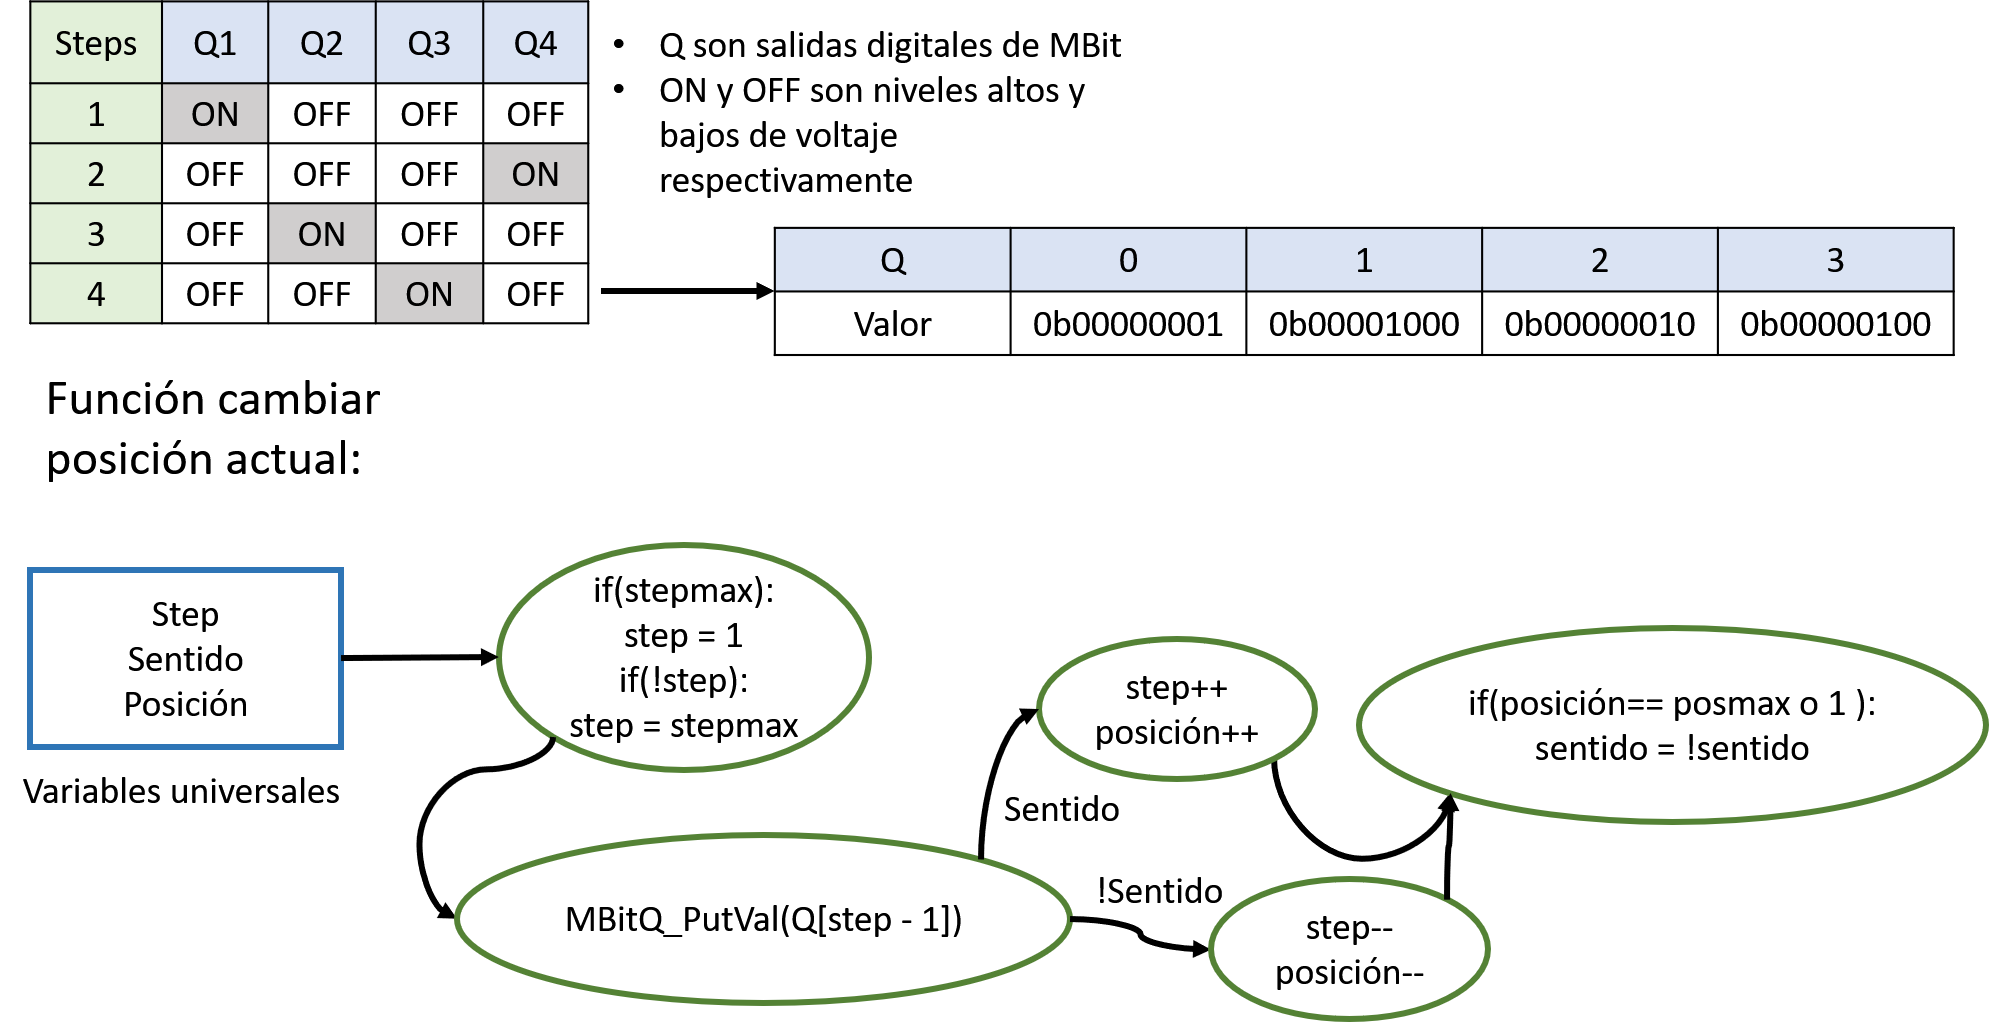 Steps Q1 Q2 Q3 Q4
1 ON OFF OFF OFF
2 OFF OFF OFF ON
3 OFF ON OFF OFF
4 OFF OFF ON OFF
• Q son salidas digitales de MBit
• ON y OFF son niveles altos y
bajos de voltaje
respectivamente
Q 0 1 2 3
Valor 0b00000001 0b00001000 0b00000010 0b00000100
Función cambiar
posición actual:
Step
Sentido
Posición
Variables universales
if(stepmax):
step = 1
if(!step):
step = stepmax
MBitQ_PutVal(Q[step - 1])
Sentido
!Sentido
step++
posición++
step--
posición--
if(posición== posmax o 1 ):
sentido = !sentido